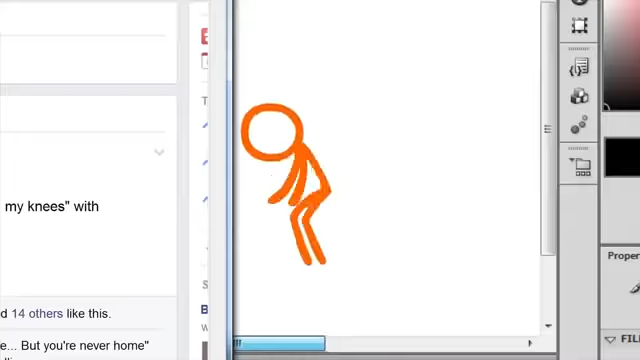 my knees" with
d 14 others like this.
e... But you're never home"
Proper
FIL